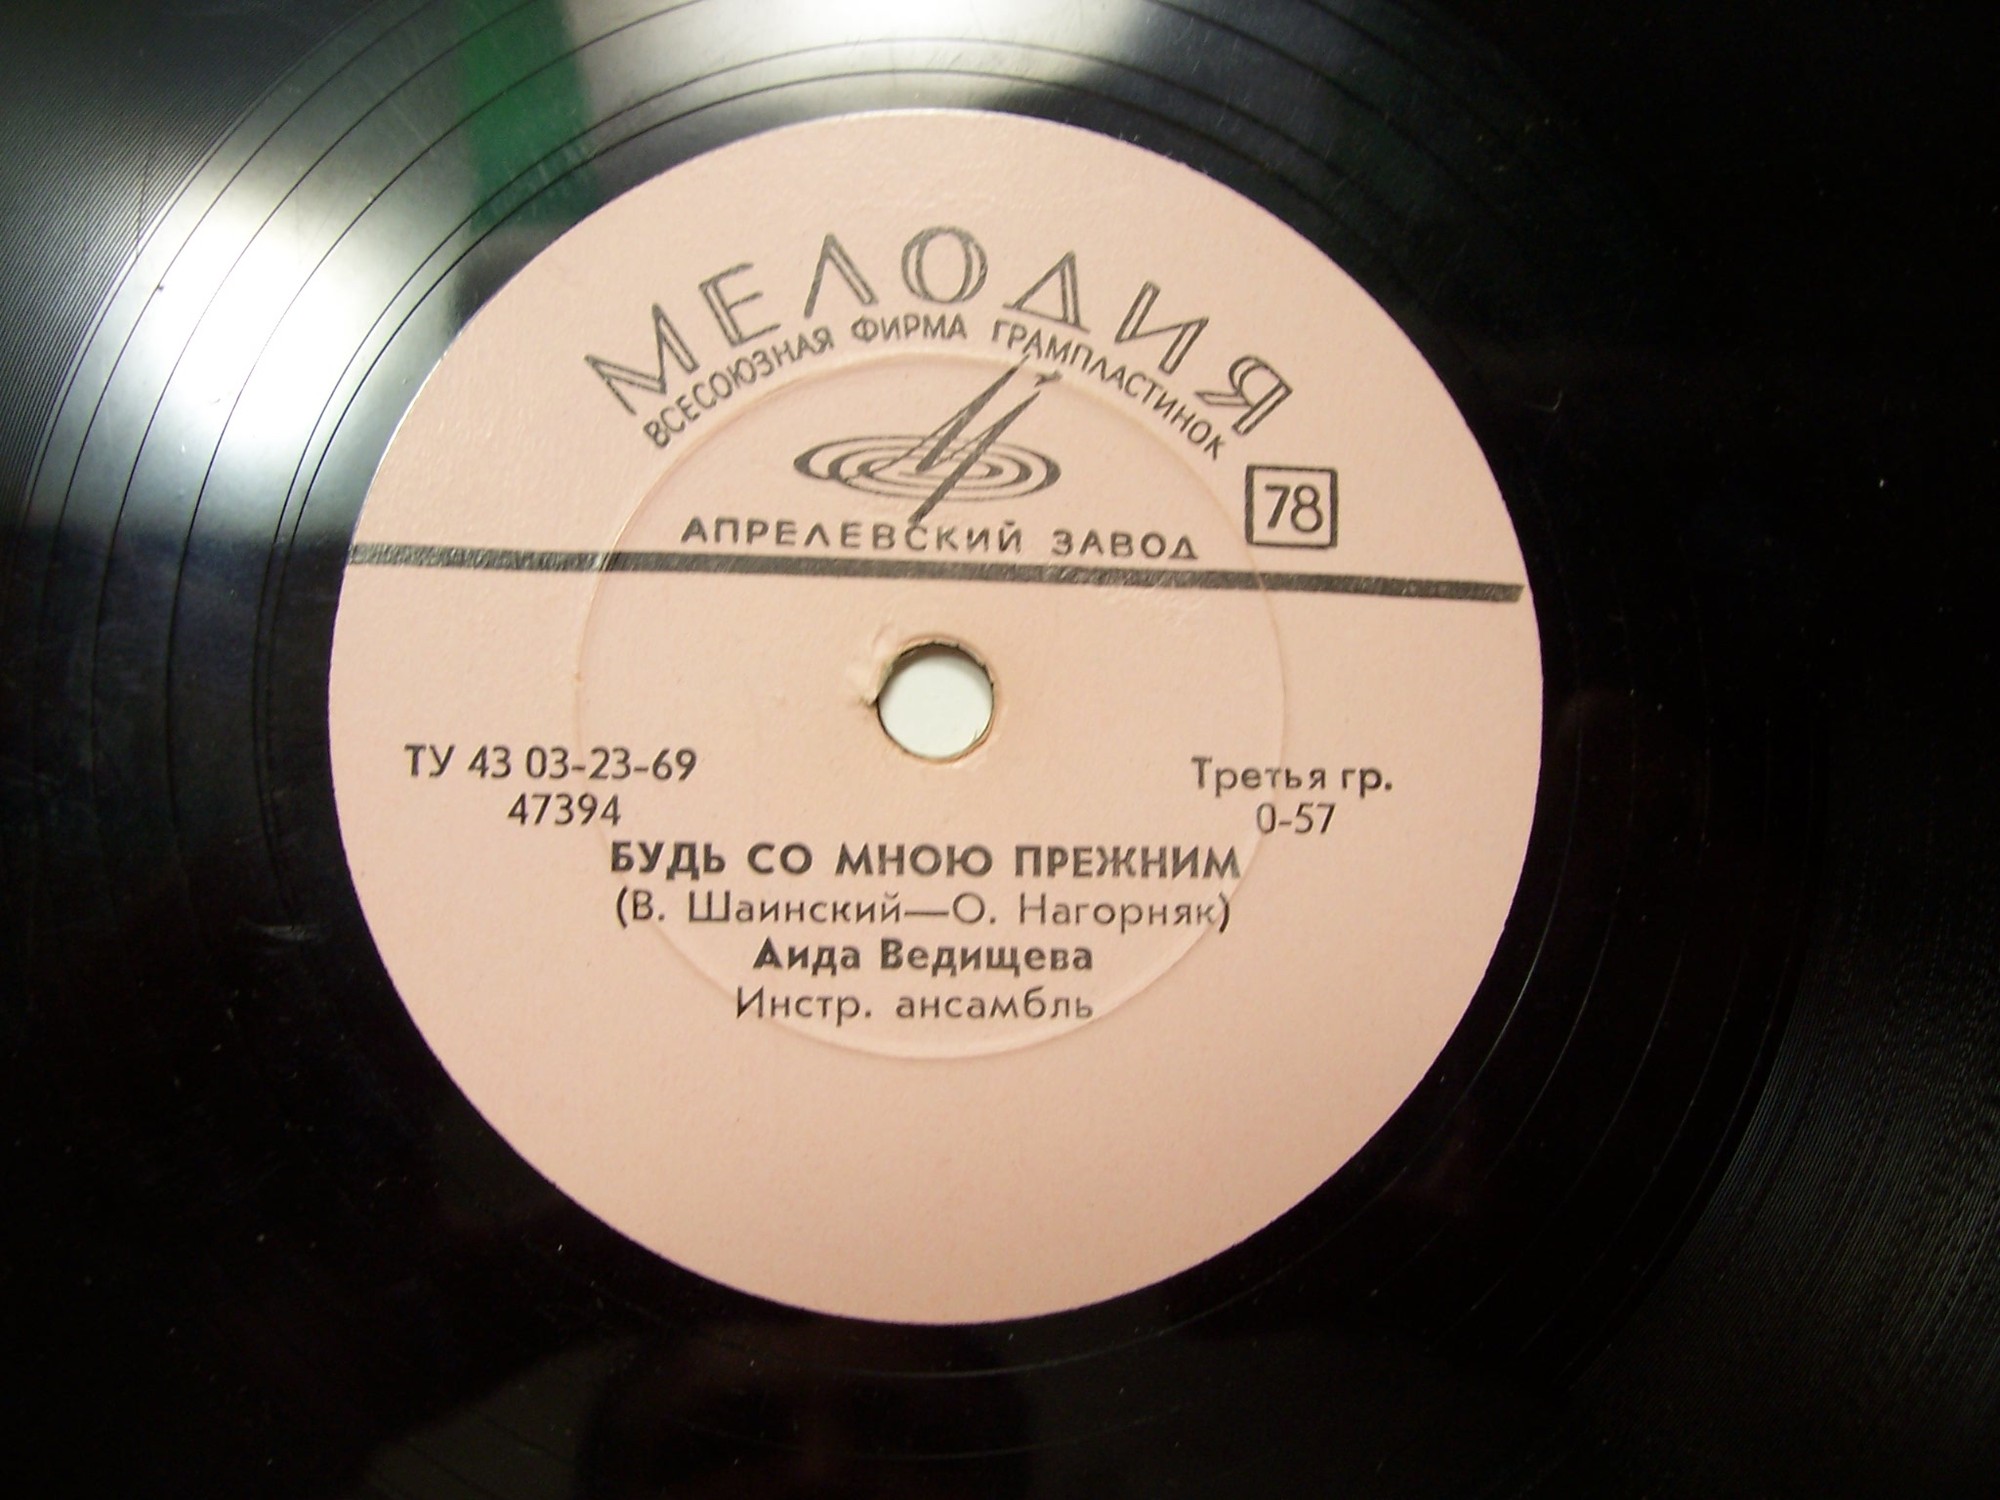 МЕЛОДИЯ
ВСЕСОЮЗНАЯ ФИРМА ГРАМПЛАСТИНОК
78
АПРЕЛЕВСКИЙ ЗАВОД
ТУ 43 03-23-69
47394
Третья гр.
0-57
БУДЬ СО МНОЮ ПРЕЖНИМ
(В. Шаинский—О. Нагорняк)
Аида Ведищева
Инстр. ансамбль